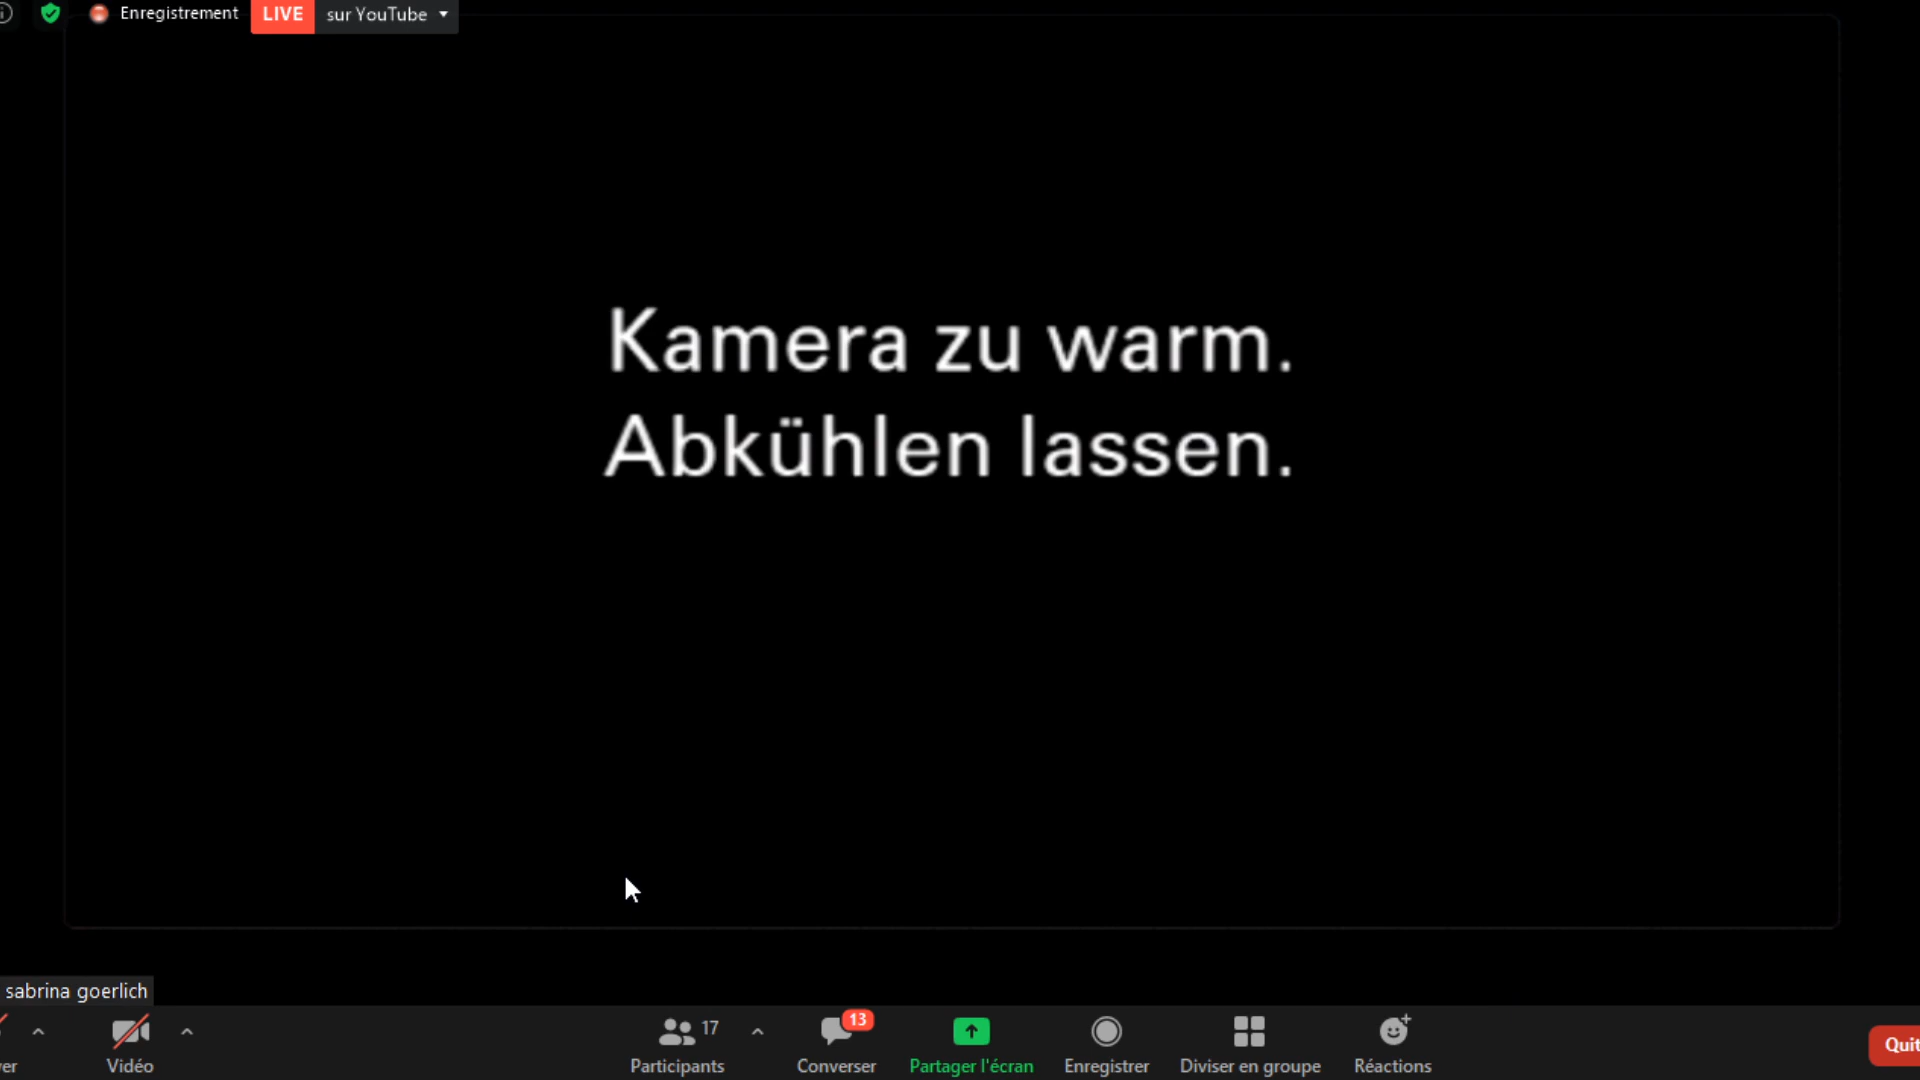 Enregistrement LIVE sur YouTube
Kamera zu warm.
Abkühlen lassen.
sabrina goerlich
17
13
Vidéo Participants Converser Partager l'écran Enregistrer Diviser en groupe Réactions